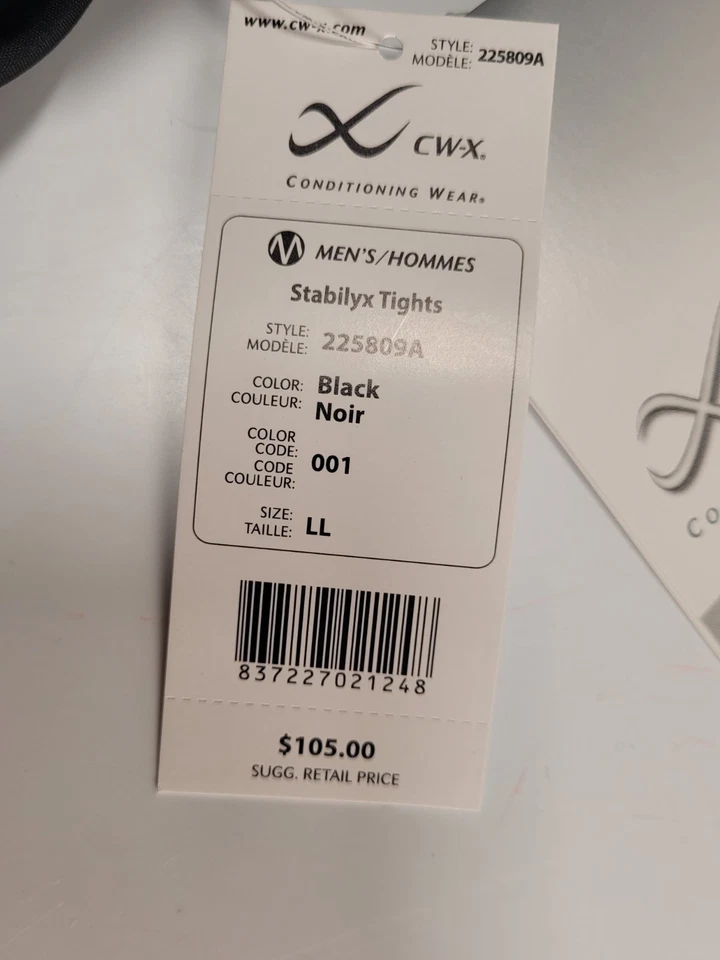 www.cw-x.com
STYLE:
MODÈLE: 225809A
CW-X®
CONDITIONING WEAR®
M MEN'S/HOMMES
Stabilyx Tights
STYLE:
MODÈLE: 225809A
COLOR: Black
COULEUR: Noir
COLOR
CODE:
CODE 001
COULEUR:
SIZE:
TAILLE: LL
837227021248
$105.00
SUGG. RETAIL PRICE
CO